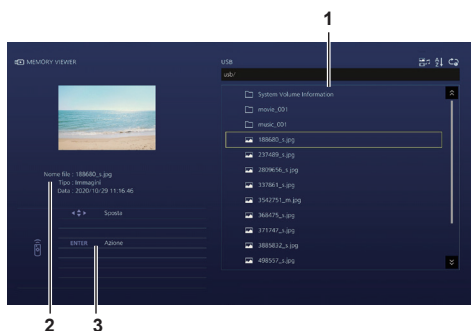 1
MEMORY VIEWER
USB
usb/
System Volume Information
movie_001
music_001
188680_s.jpg
237489_s.jpg
2809656_s.jpg
337861_s.jpg
3542751_m.jpg
368475_s.jpg
371747_s.jpg
3885832_s.jpg
498557_s.jpg
Nome file : 188680_s.jpg
Tipo : Immagini
Data : 2020/10/29 11:16:46
Sposta
ENTER Azione
2 3